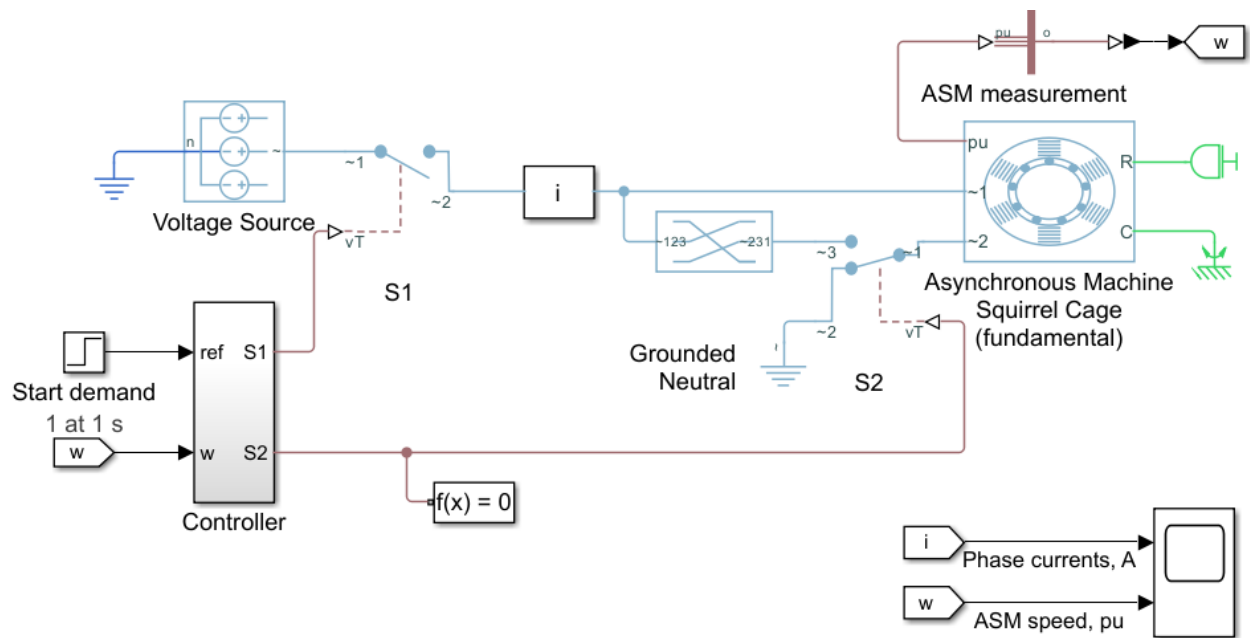 pu
o
w
ASM measurement
n
~
~1
~2
Voltage Source
vT
S1
i
pu
~1
~2
R
C
~123
~231
~3
~1
~2
vT
Asynchronous Machine
Squirrel Cage
(fundamental)
Grounded
Neutral
~
S2
ref
S1
Start demand
1 at 1 s
w
w
S2
Controller
f(x) = 0
i
Phase currents, A
w
ASM speed, pu